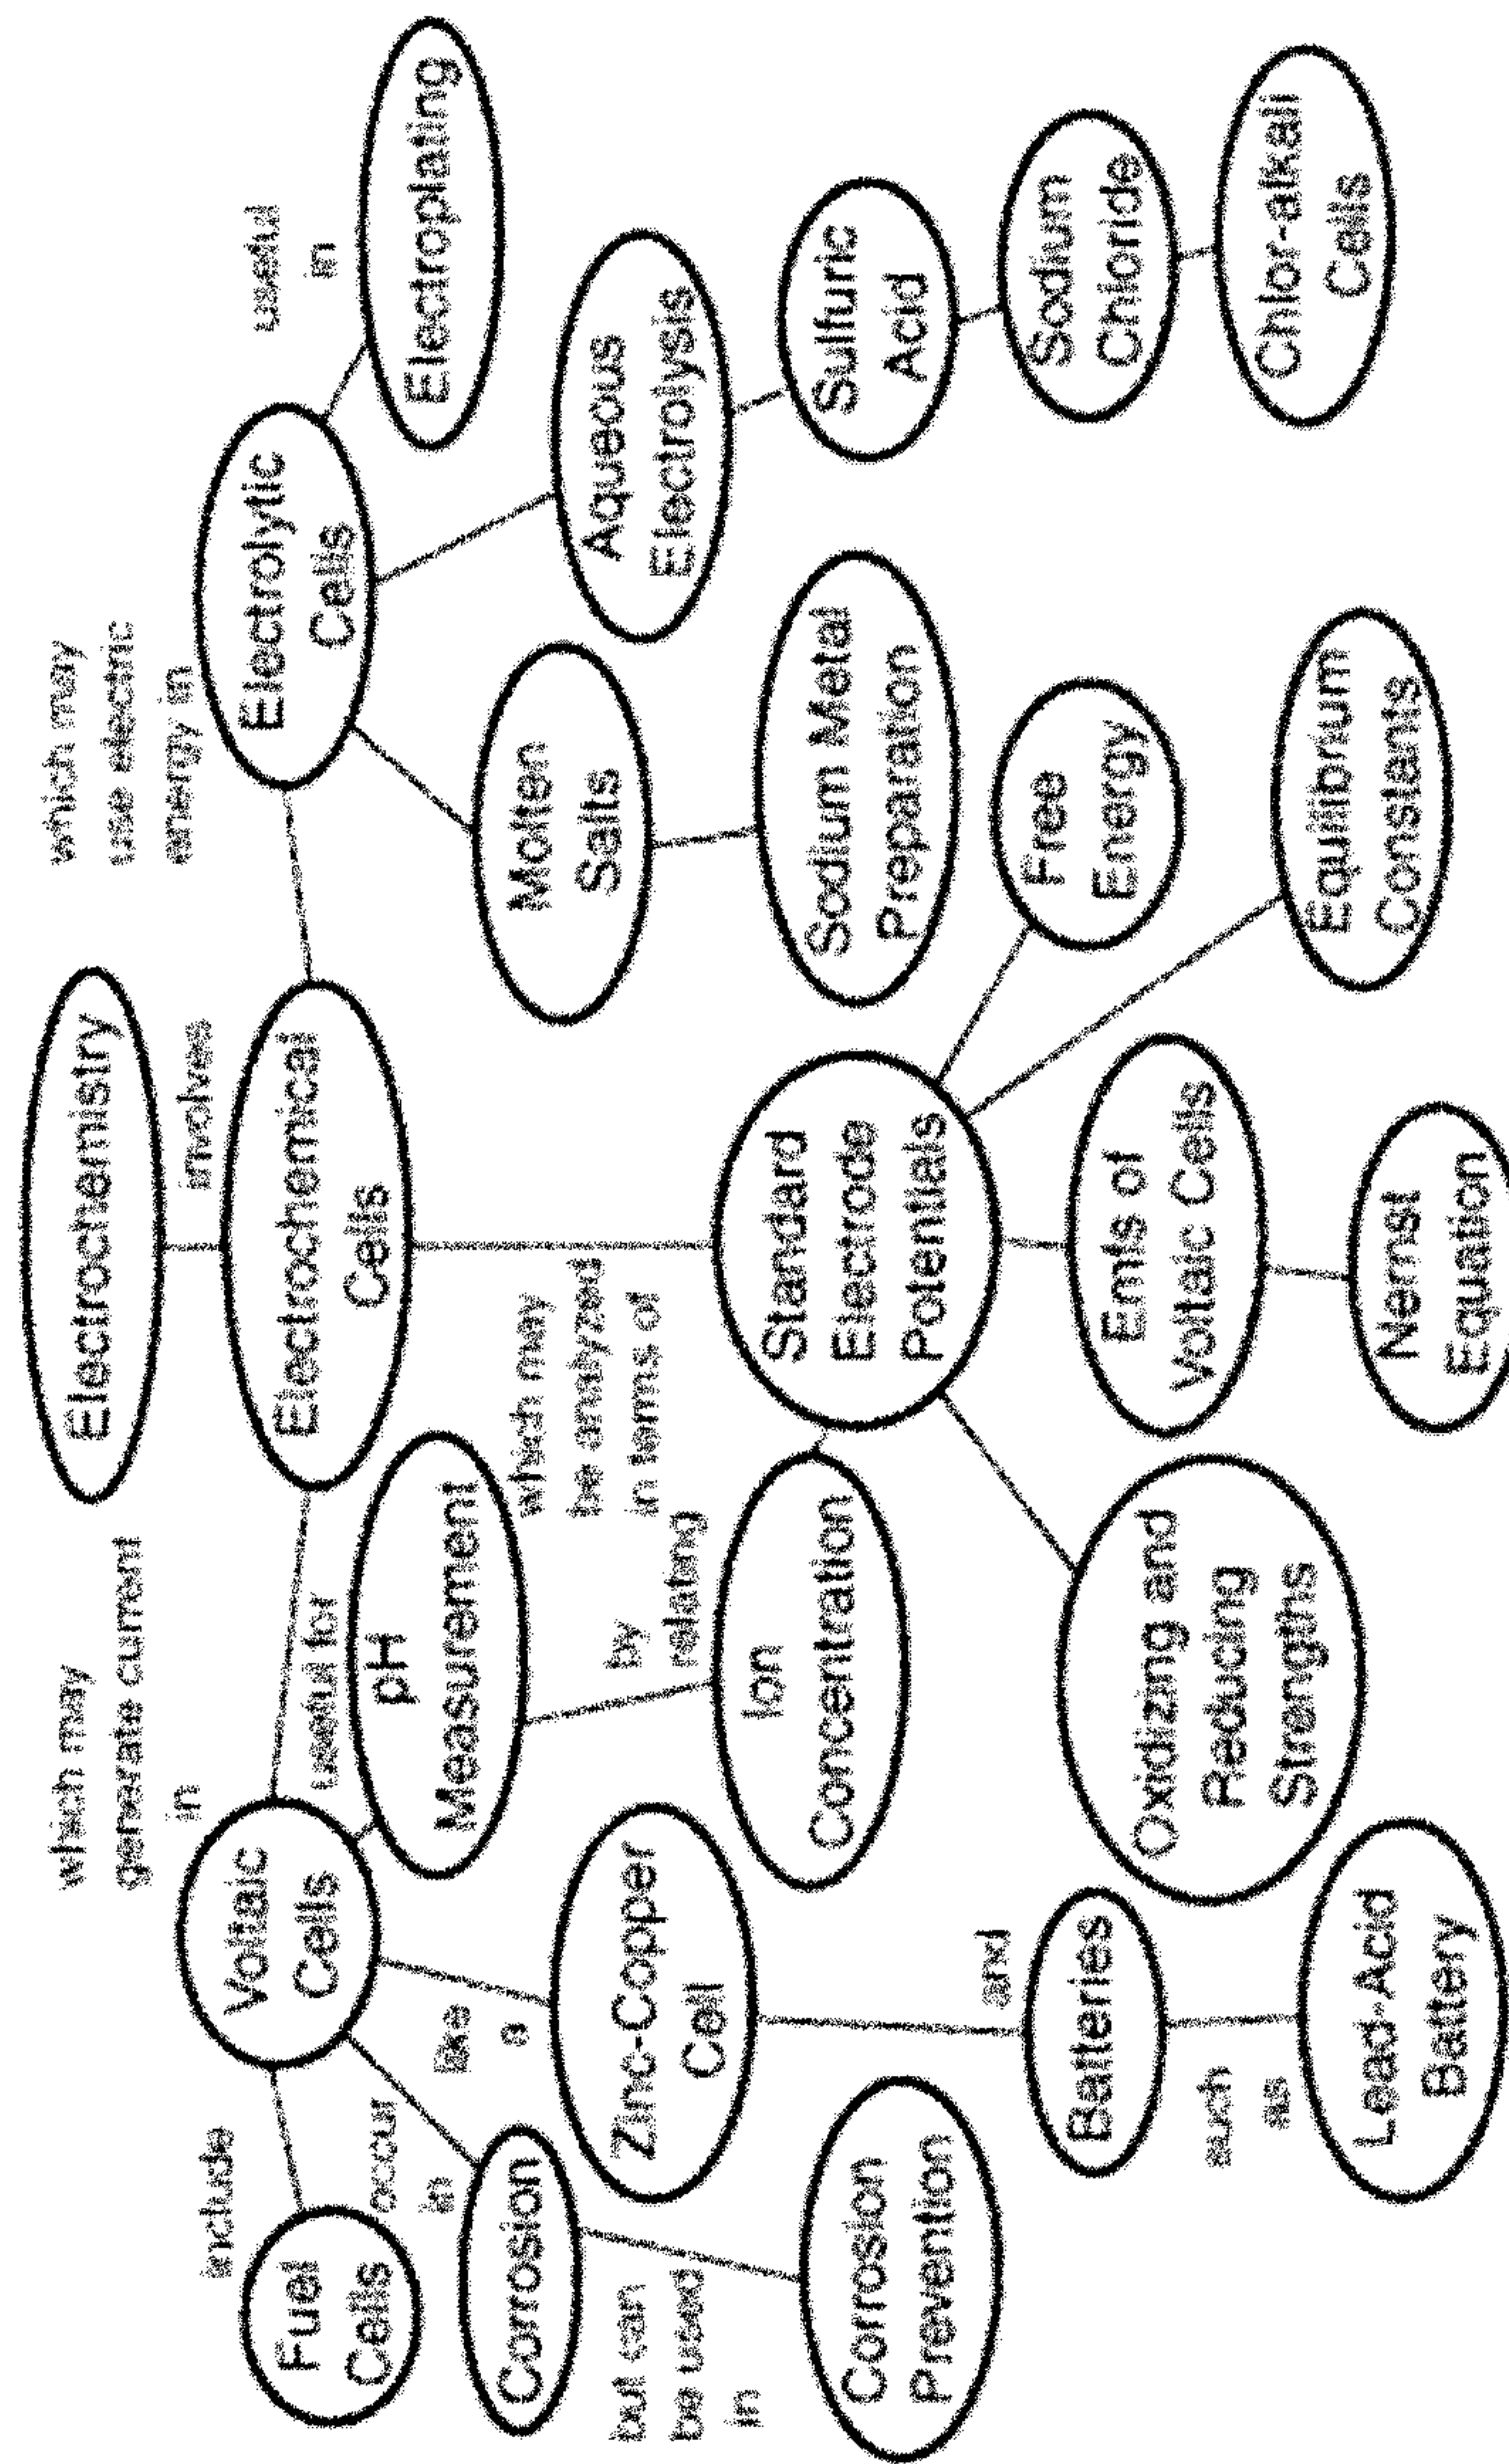 Electrochemistry
involves
Electrochemical
Cells
which may
generate current
in
which may
use electric
energy in
Voltaic
Cells
Electrolytic
Cells
include
Fuel
Cells
occur
in
Corrosion
but can
be used
in
Corrosion
Prevention
like
a
Zinc-Copper
Cell
and
Batteries
such
as
Lead-Acid
Battery
useful for
pH
Measurement
by
relating
Ion
Concentration
which may
be analyzed
in terms of
Standard
Electrode
Potentials
Oxidizing and
Reducing
Strengths
Emfs of
Voltaic Cells
Nernst
Equation
Free
Energy
Equilibrium
Constants
Molten
Salts
Sodium Metal
Preparation
Aqueous
Electrolysis
Sulfuric
Acid
Sodium
Chloride
Chlor-alkali
Cells
useful
in
Electroplating